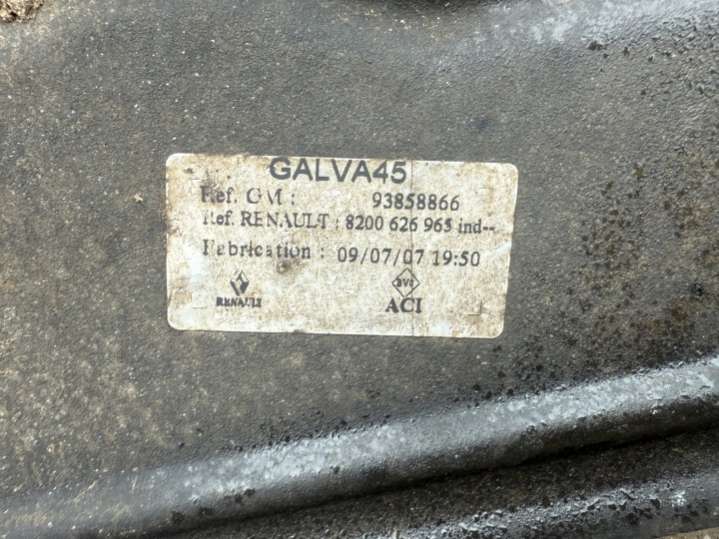 GALVA45
Ref. GM : 93858866
Ref. RENAULT : 8200 626 965 ind--
Fabrication : 09/07/07 19:50
RENAULT
ACI